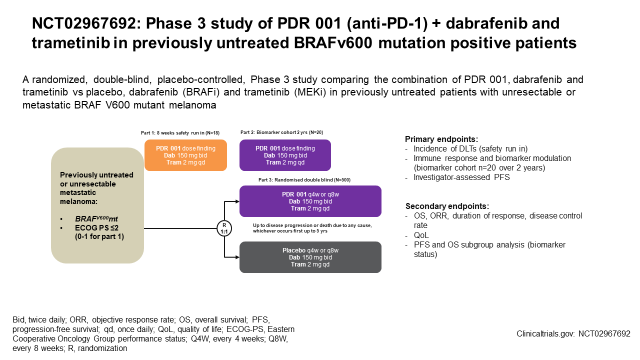 NCT02967692: Phase 3 study of PDR 001 (anti-PD-1) + dabrafenib and
trametinib in previously untreated BRAFv600 mutation positive patients
A randomized, double-blind, placebo-controlled, Phase 3 study comparing the combination of PDR 001, dabrafenib and
trametinib vs placebo, dabrafenib (BRAFi) and trametinib (MEKi) in previously untreated patients with unresectable or
metastatic BRAF V600 mutant melanoma
Part 1: 8 weeks safety run in (N=18)
Part 2: Biomarker cohort 2 yrs (N=20)
PDR 001 dose finding
Dab 150 mg bid
Tram 2 mg qd
PDR 001 dose finding
Dab 150 mg bid
Tram 2 mg qd
Previously untreated
or unresectable
metastatic
melanoma:
• BRAFV600mt
• ECOG PS ≤2
(0-1 for part 1)
R
1:1
Part 3: Randomised double blind (N=500)
PDR 001 q4w or q8w
Dab 150 mg bid
Tram 2 mg qd
Up to disease progression or death due to any cause,
whichever occurs first up to 5 yrs
Placebo q4w or q8w
Dab 150 mg bid
Tram 2 mg qd
Primary endpoints:
- Incidence of DLTs (safety run in)
- Immune response and biomarker modulation
(biomarker cohort n=20 over 2 years)
- Investigator-assessed PFS
Secondary endpoints:
- OS, ORR, duration of response, disease control
rate
- QoL
- PFS and OS subgroup analysis (biomarker
status)
Bid, twice daily; ORR, objective response rate; OS, overall survival; PFS,
progression-free survival; qd, once daily; QoL, quality of life; ECOG-PS, Eastern
Cooperative Oncology Group performance status; Q4W, every 4 weeks; Q8W,
every 8 weeks; R, randomization
Clinicaltrials.gov: NCT02967692